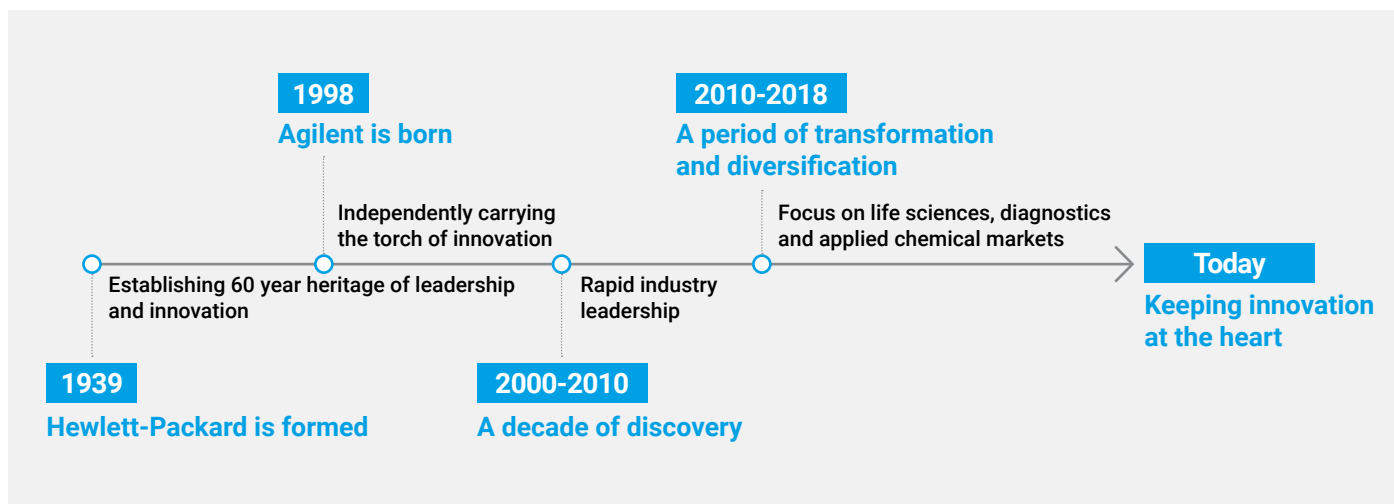 1939
Hewlett-Packard is formed
Establishing 60 year heritage of leadership
and innovation
1998
Agilent is born
Independently carrying
the torch of innovation
2000-2010
A decade of discovery
Rapid industry
leadership
2010-2018
A period of transformation
and diversification
Focus on life sciences, diagnostics
and applied chemical markets
Today
Keeping innovation
at the heart